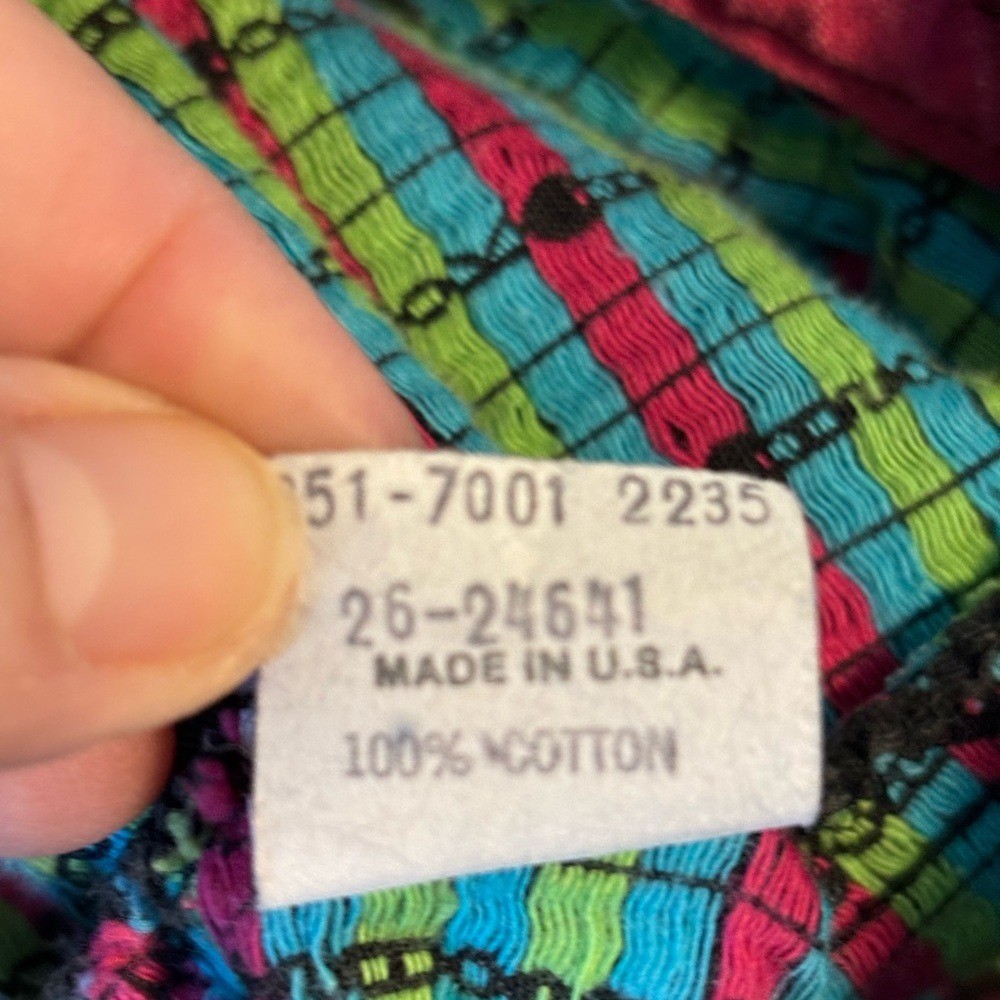 51-7001 2235
26-24641
MADE IN U.S.A.
100% COTTON